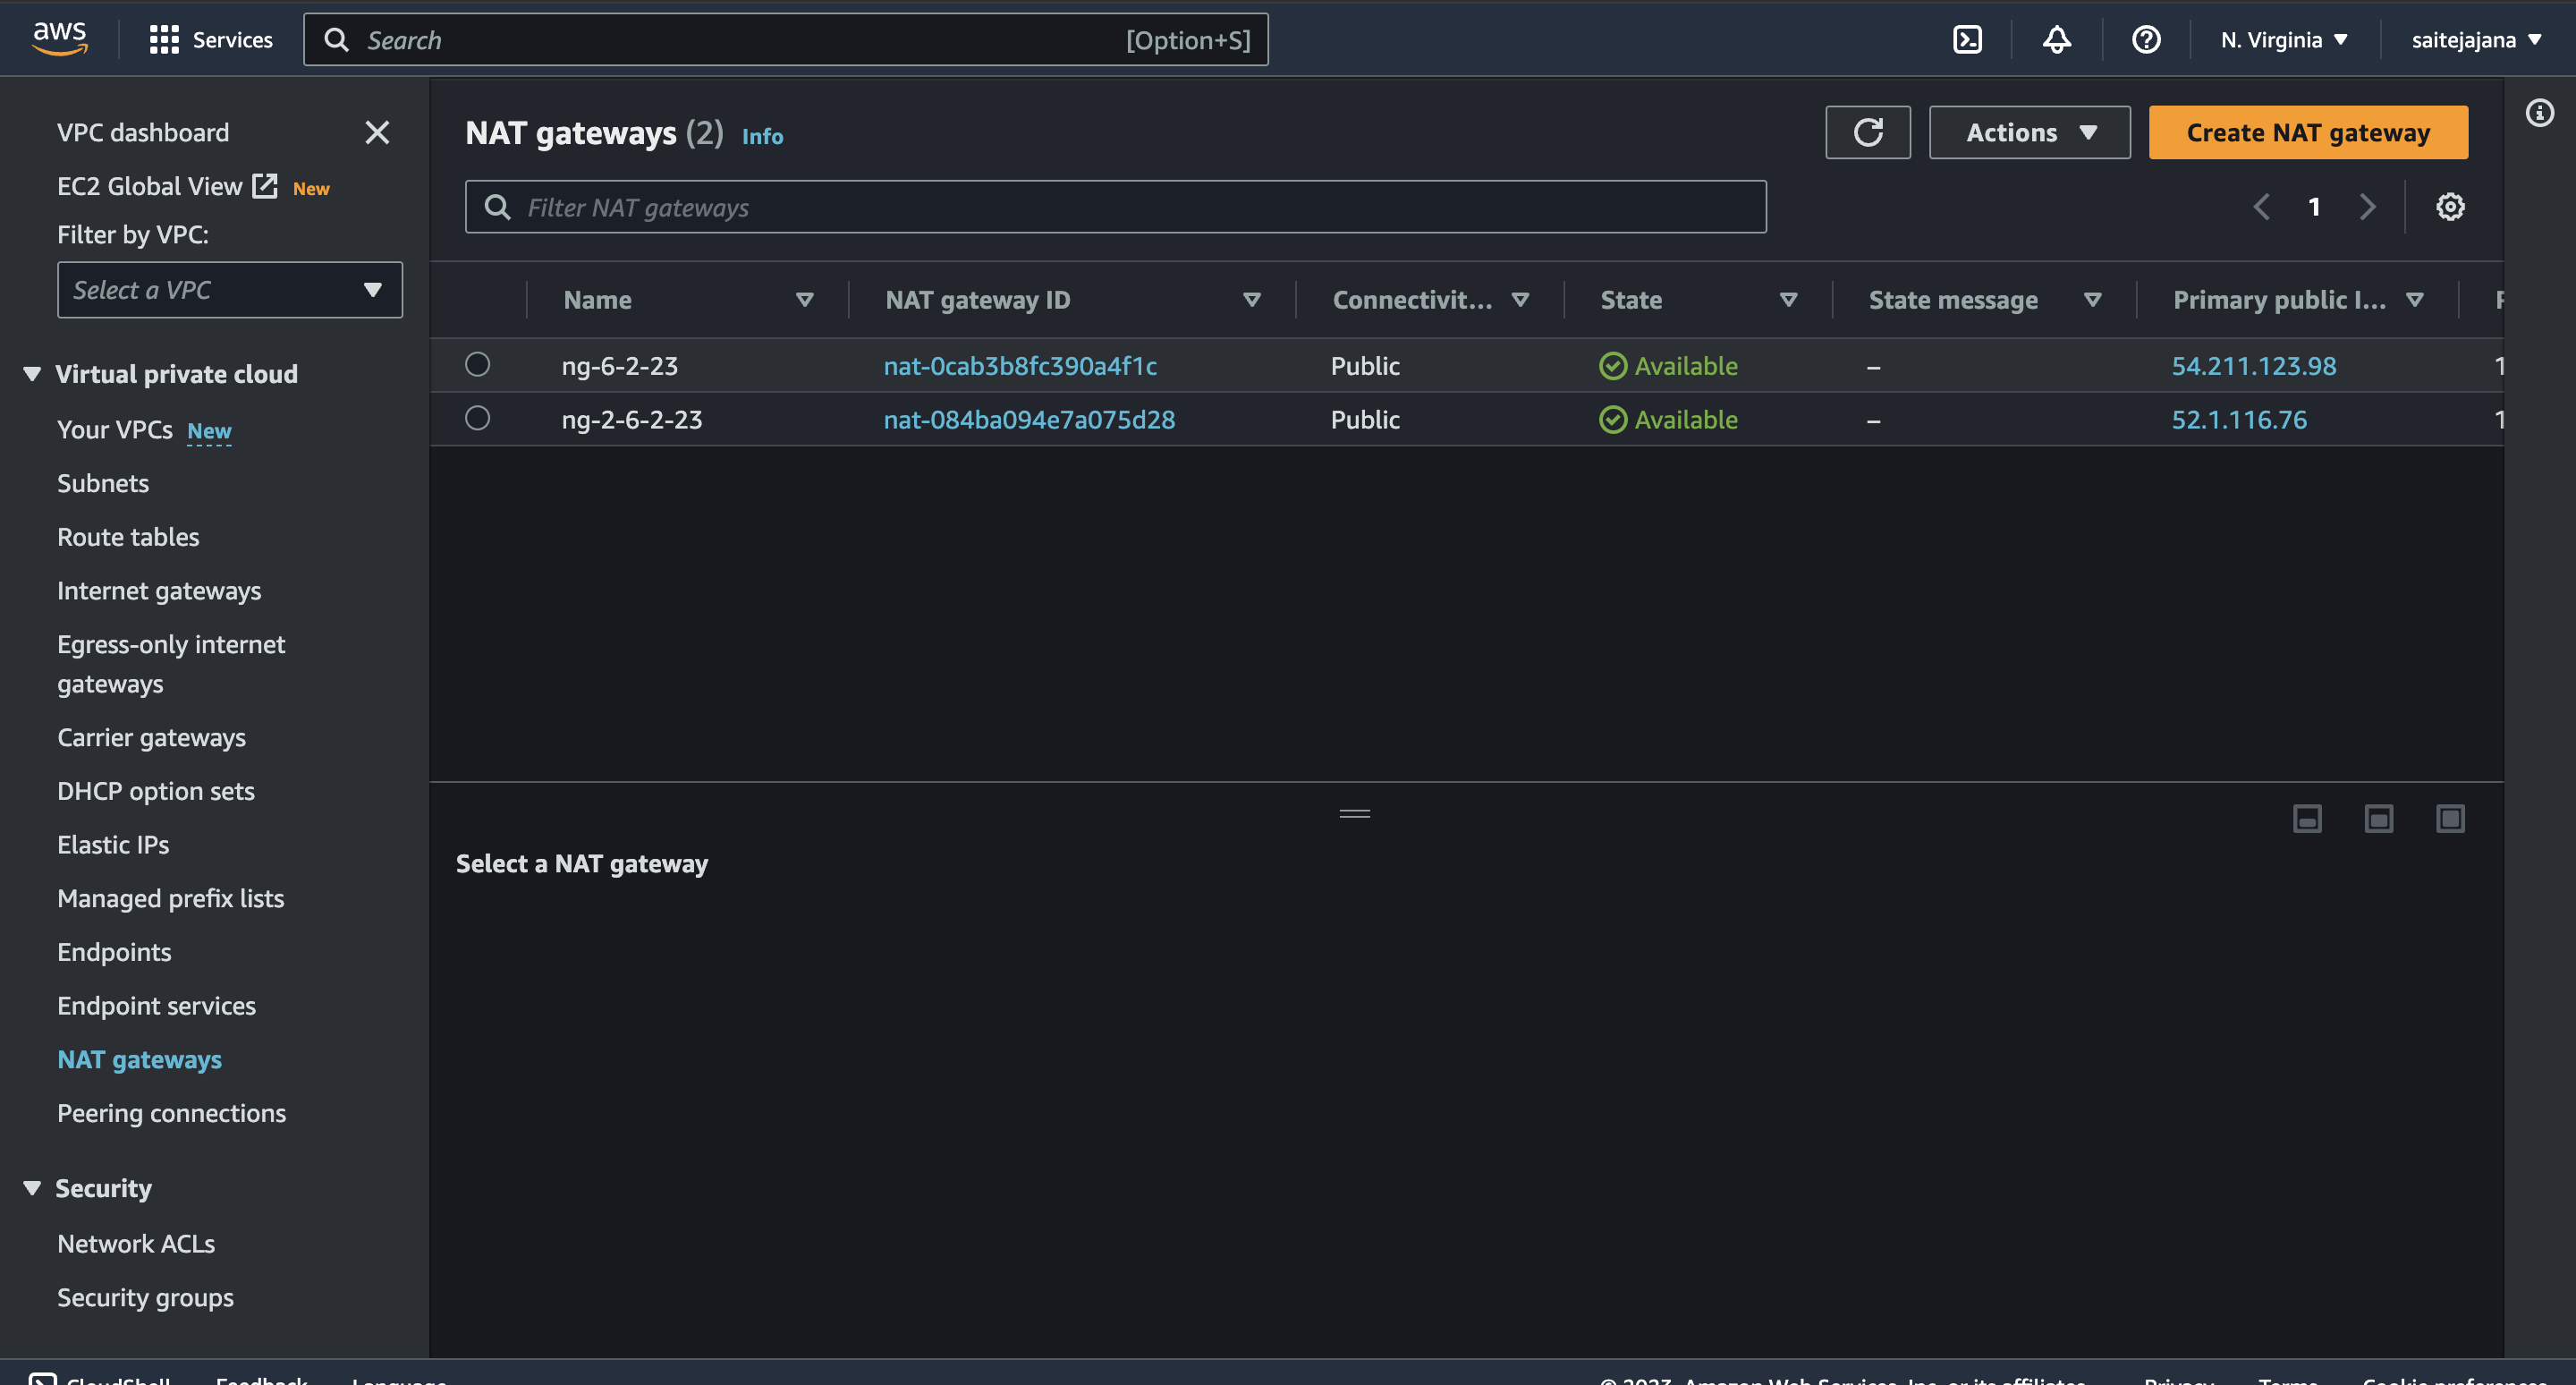 aws Services Search [Option+S] N. Virginia saitejajana
VPC dashboard
EC2 Global View New
Filter by VPC:
Select a VPC
Virtual private cloud
Your VPCs New
Subnets
Route tables
Internet gateways
Egress-only internet
gateways
Carrier gateways
DHCP option sets
Elastic IPs
Managed prefix lists
Endpoints
Endpoint services
NAT gateways
Peering connections
Security
Network ACLs
Security groups
NAT gateways (2) Info
Actions Create NAT gateway
Filter NAT gateways
1
Name NAT gateway ID Connectivit... State State message Primary public I...
ng-6-2-23 nat-0cab3b8fc390a4f1c Public Available – 54.211.123.98
ng-2-6-2-23 nat-084ba094e7a075d28 Public Available – 52.1.116.76
Select a NAT gateway
CloudShell Feedback Language © 2023, Amazon Web Services, Inc. or its affiliates. Privacy Terms Cookie preferences